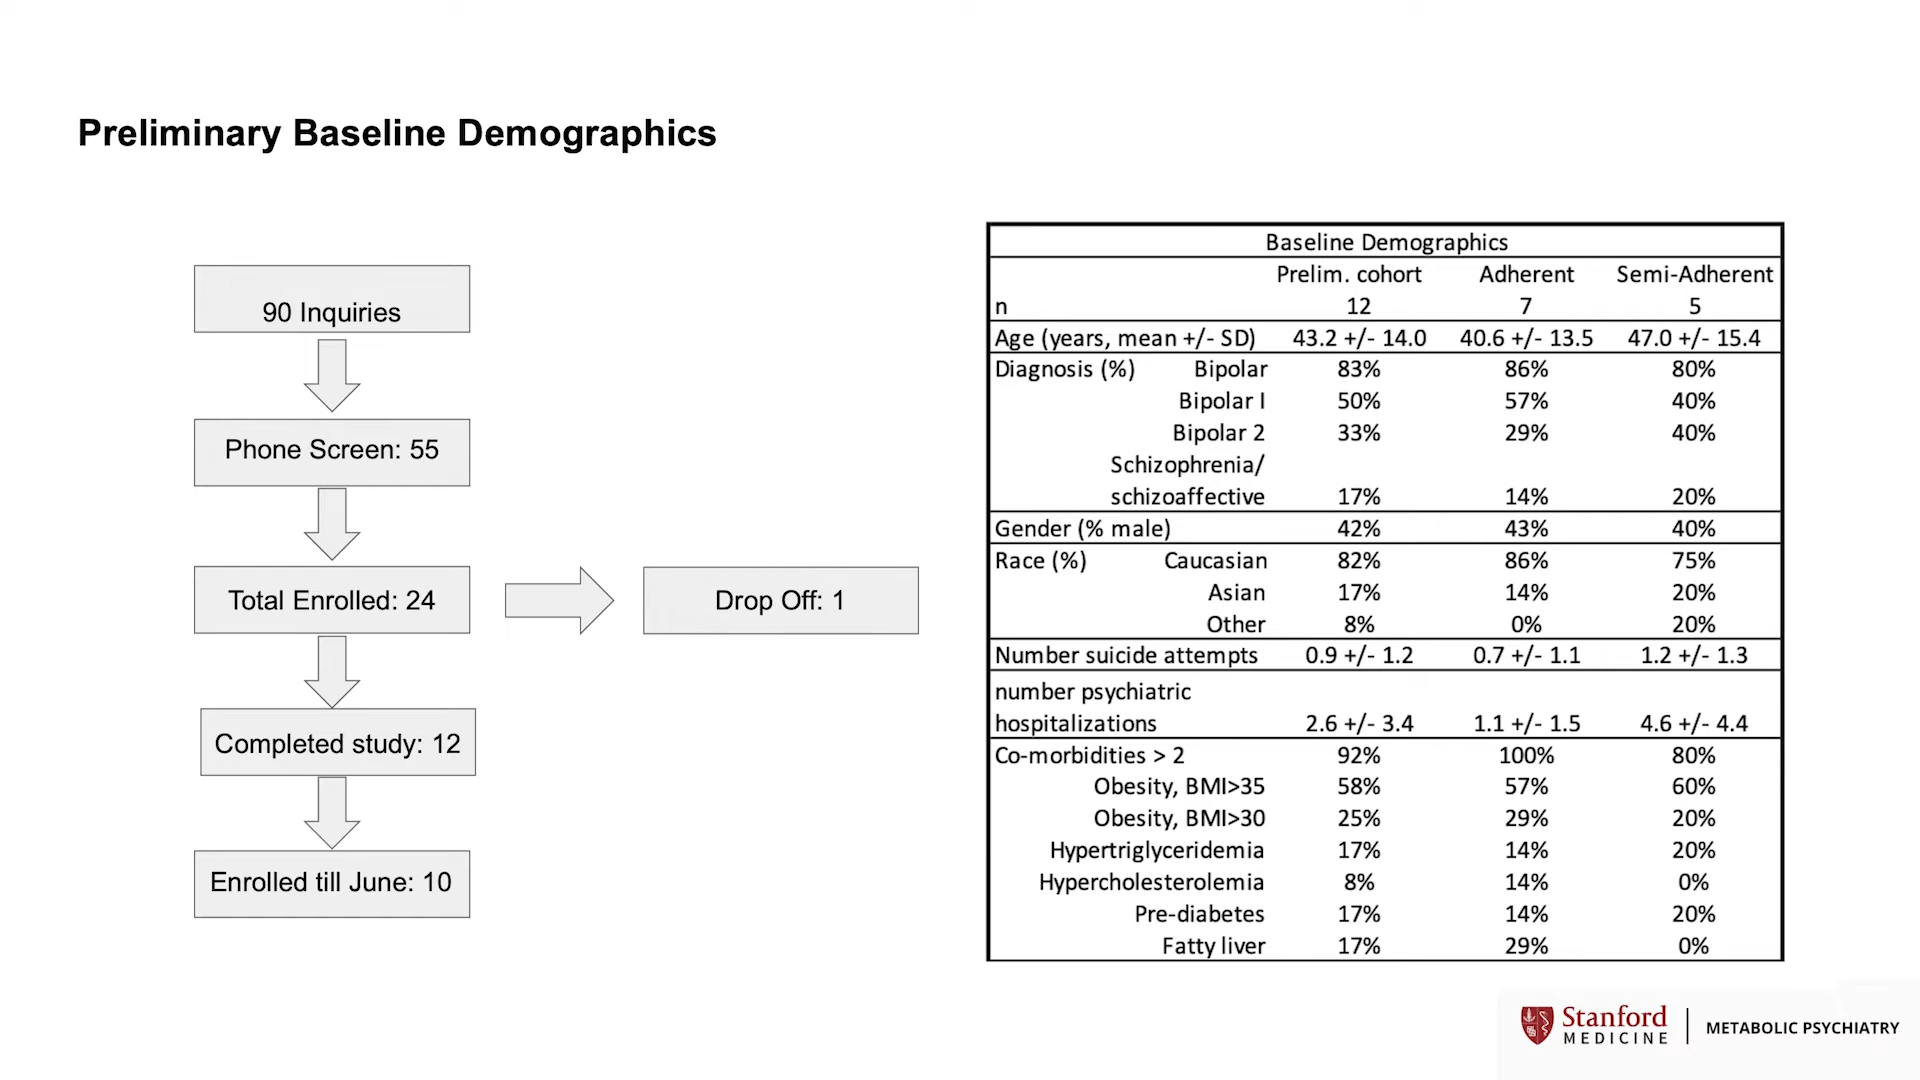 Preliminary Baseline Demographics
90 Inquiries
Phone Screen: 55
Total Enrolled: 24
Drop Off: 1
Completed study: 12
Enrolled till June: 10
Baseline Demographics
Prelim. cohort Adherent Semi-Adherent
n 12 7 5
Age (years, mean +/- SD) 43.2 +/- 14.0 40.6 +/- 13.5 47.0 +/- 15.4
Diagnosis (%) Bipolar 83% 86% 80%
Bipolar I 50% 57% 40%
Bipolar 2 33% 29% 40%
Schizophrenia/
schizoaffective 17% 14% 20%
Gender (% male) 42% 43% 40%
Race (%) Caucasian 82% 86% 75%
Asian 17% 14% 20%
Other 8% 0% 20%
Number suicide attempts 0.9 +/- 1.2 0.7 +/- 1.1 1.2 +/- 1.3
number psychiatric
hospitalizations 2.6 +/- 3.4 1.1 +/- 1.5 4.6 +/- 4.4
Co-morbidities > 2 92% 100% 80%
Obesity, BMI>35 58% 57% 60%
Obesity, BMI>30 25% 29% 20%
Hypertriglyceridemia 17% 14% 20%
Hypercholesterolemia 8% 14% 0%
Pre-diabetes 17% 14% 20%
Fatty liver 17% 29% 0%
Stanford
MEDICINE
METABOLIC PSYCHIATRY